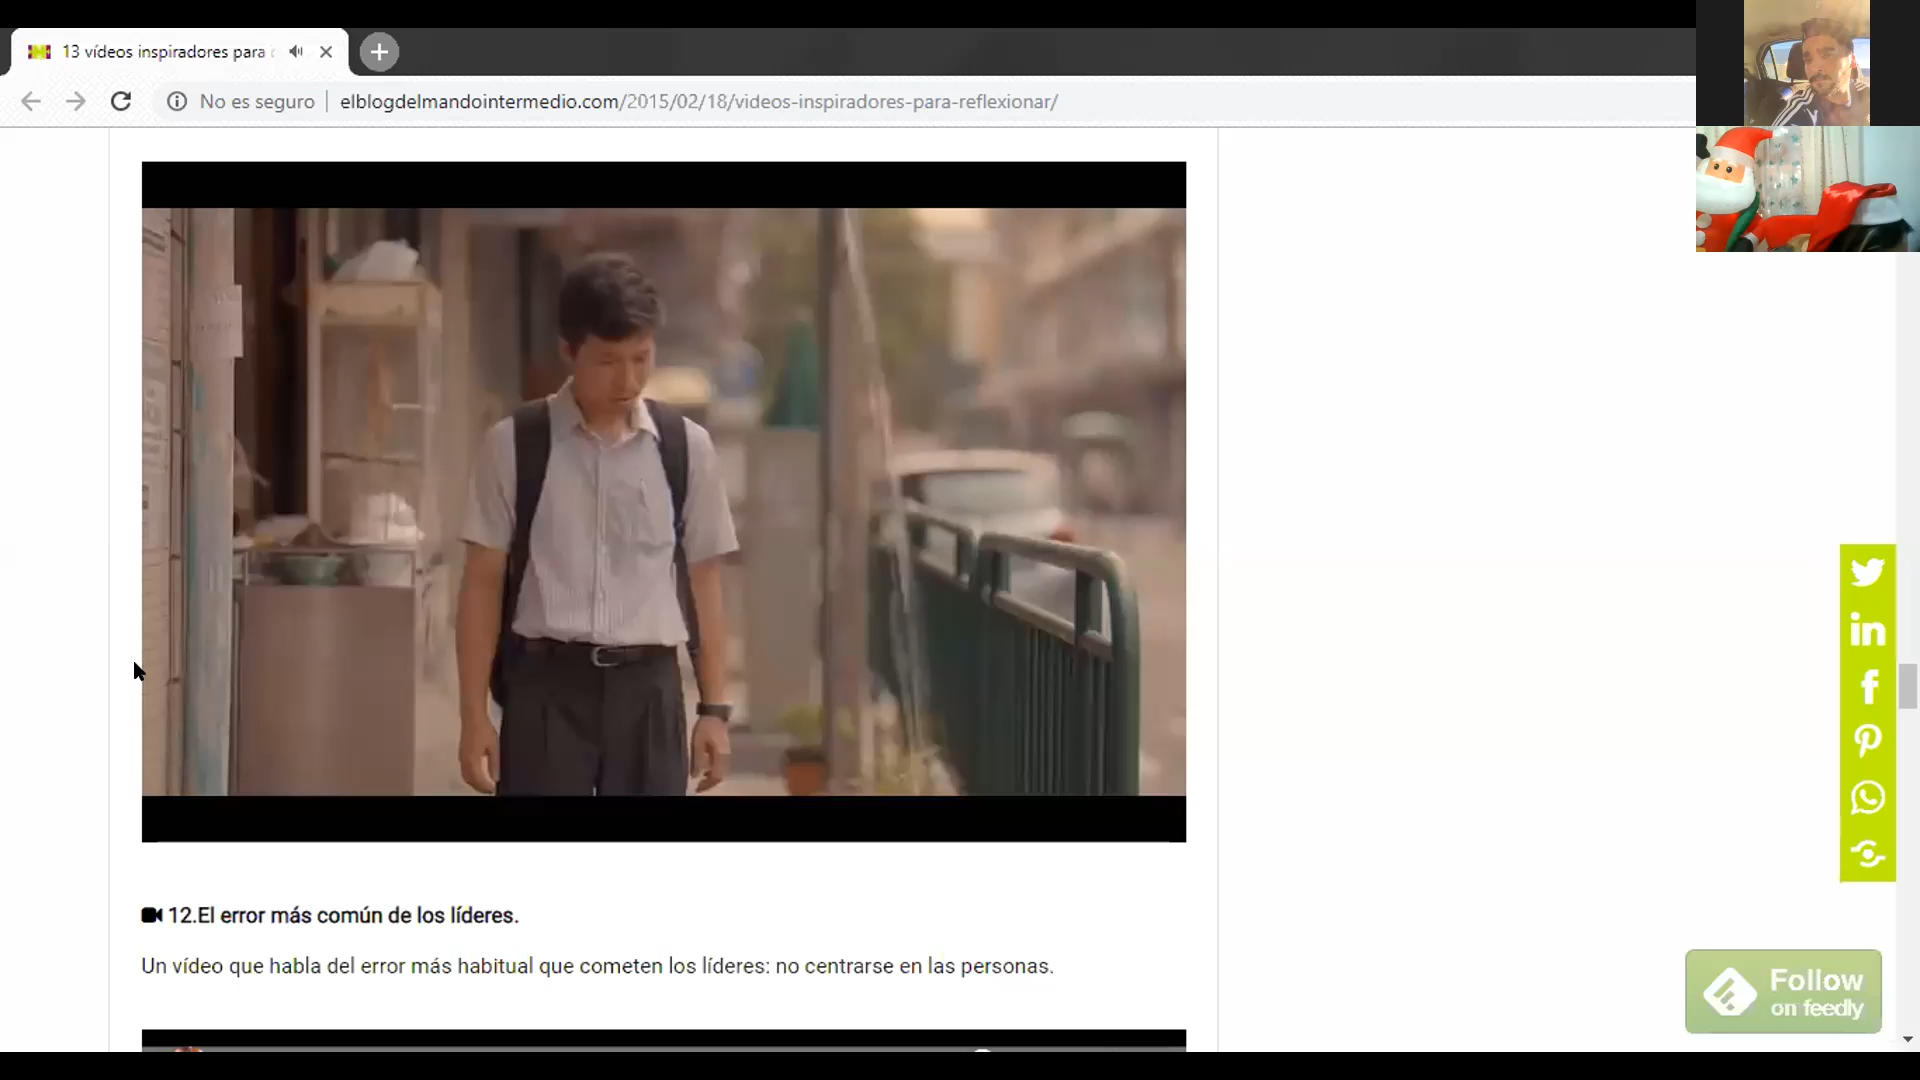 13 vídeos inspiradores para
No es seguro
elblogdelmandointermedio.com/2015/02/18/videos-inspiradores-para-reflexionar/
12.El error más común de los líderes.
Un vídeo que habla del error más habitual que cometen los líderes: no centrarse en las personas.
in
f
Follow
on feedly